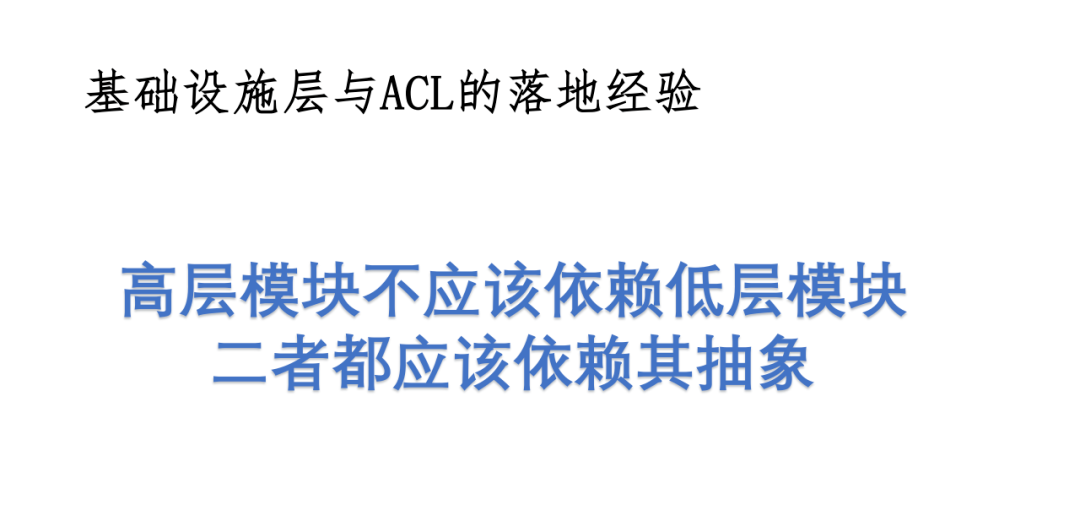 基础设施层与ACL的落地经验
高层模块不应该依赖低层模块
二者都应该依赖其抽象